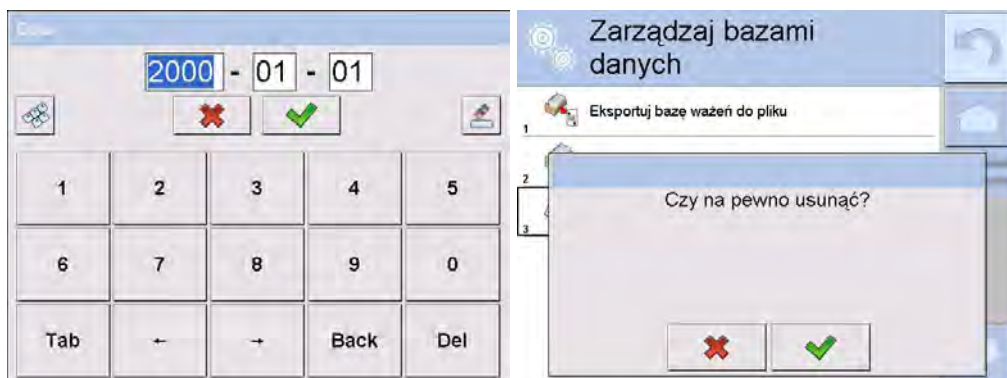 2000 - 01 - 01
1 2 3 4 5
6 7 8 9 0
Tab ← → Back Del
Zarządzaj bazami
danych
1 Eksportuj bazę ważeń do pliku
2
Czy na pewno usunąć?
3